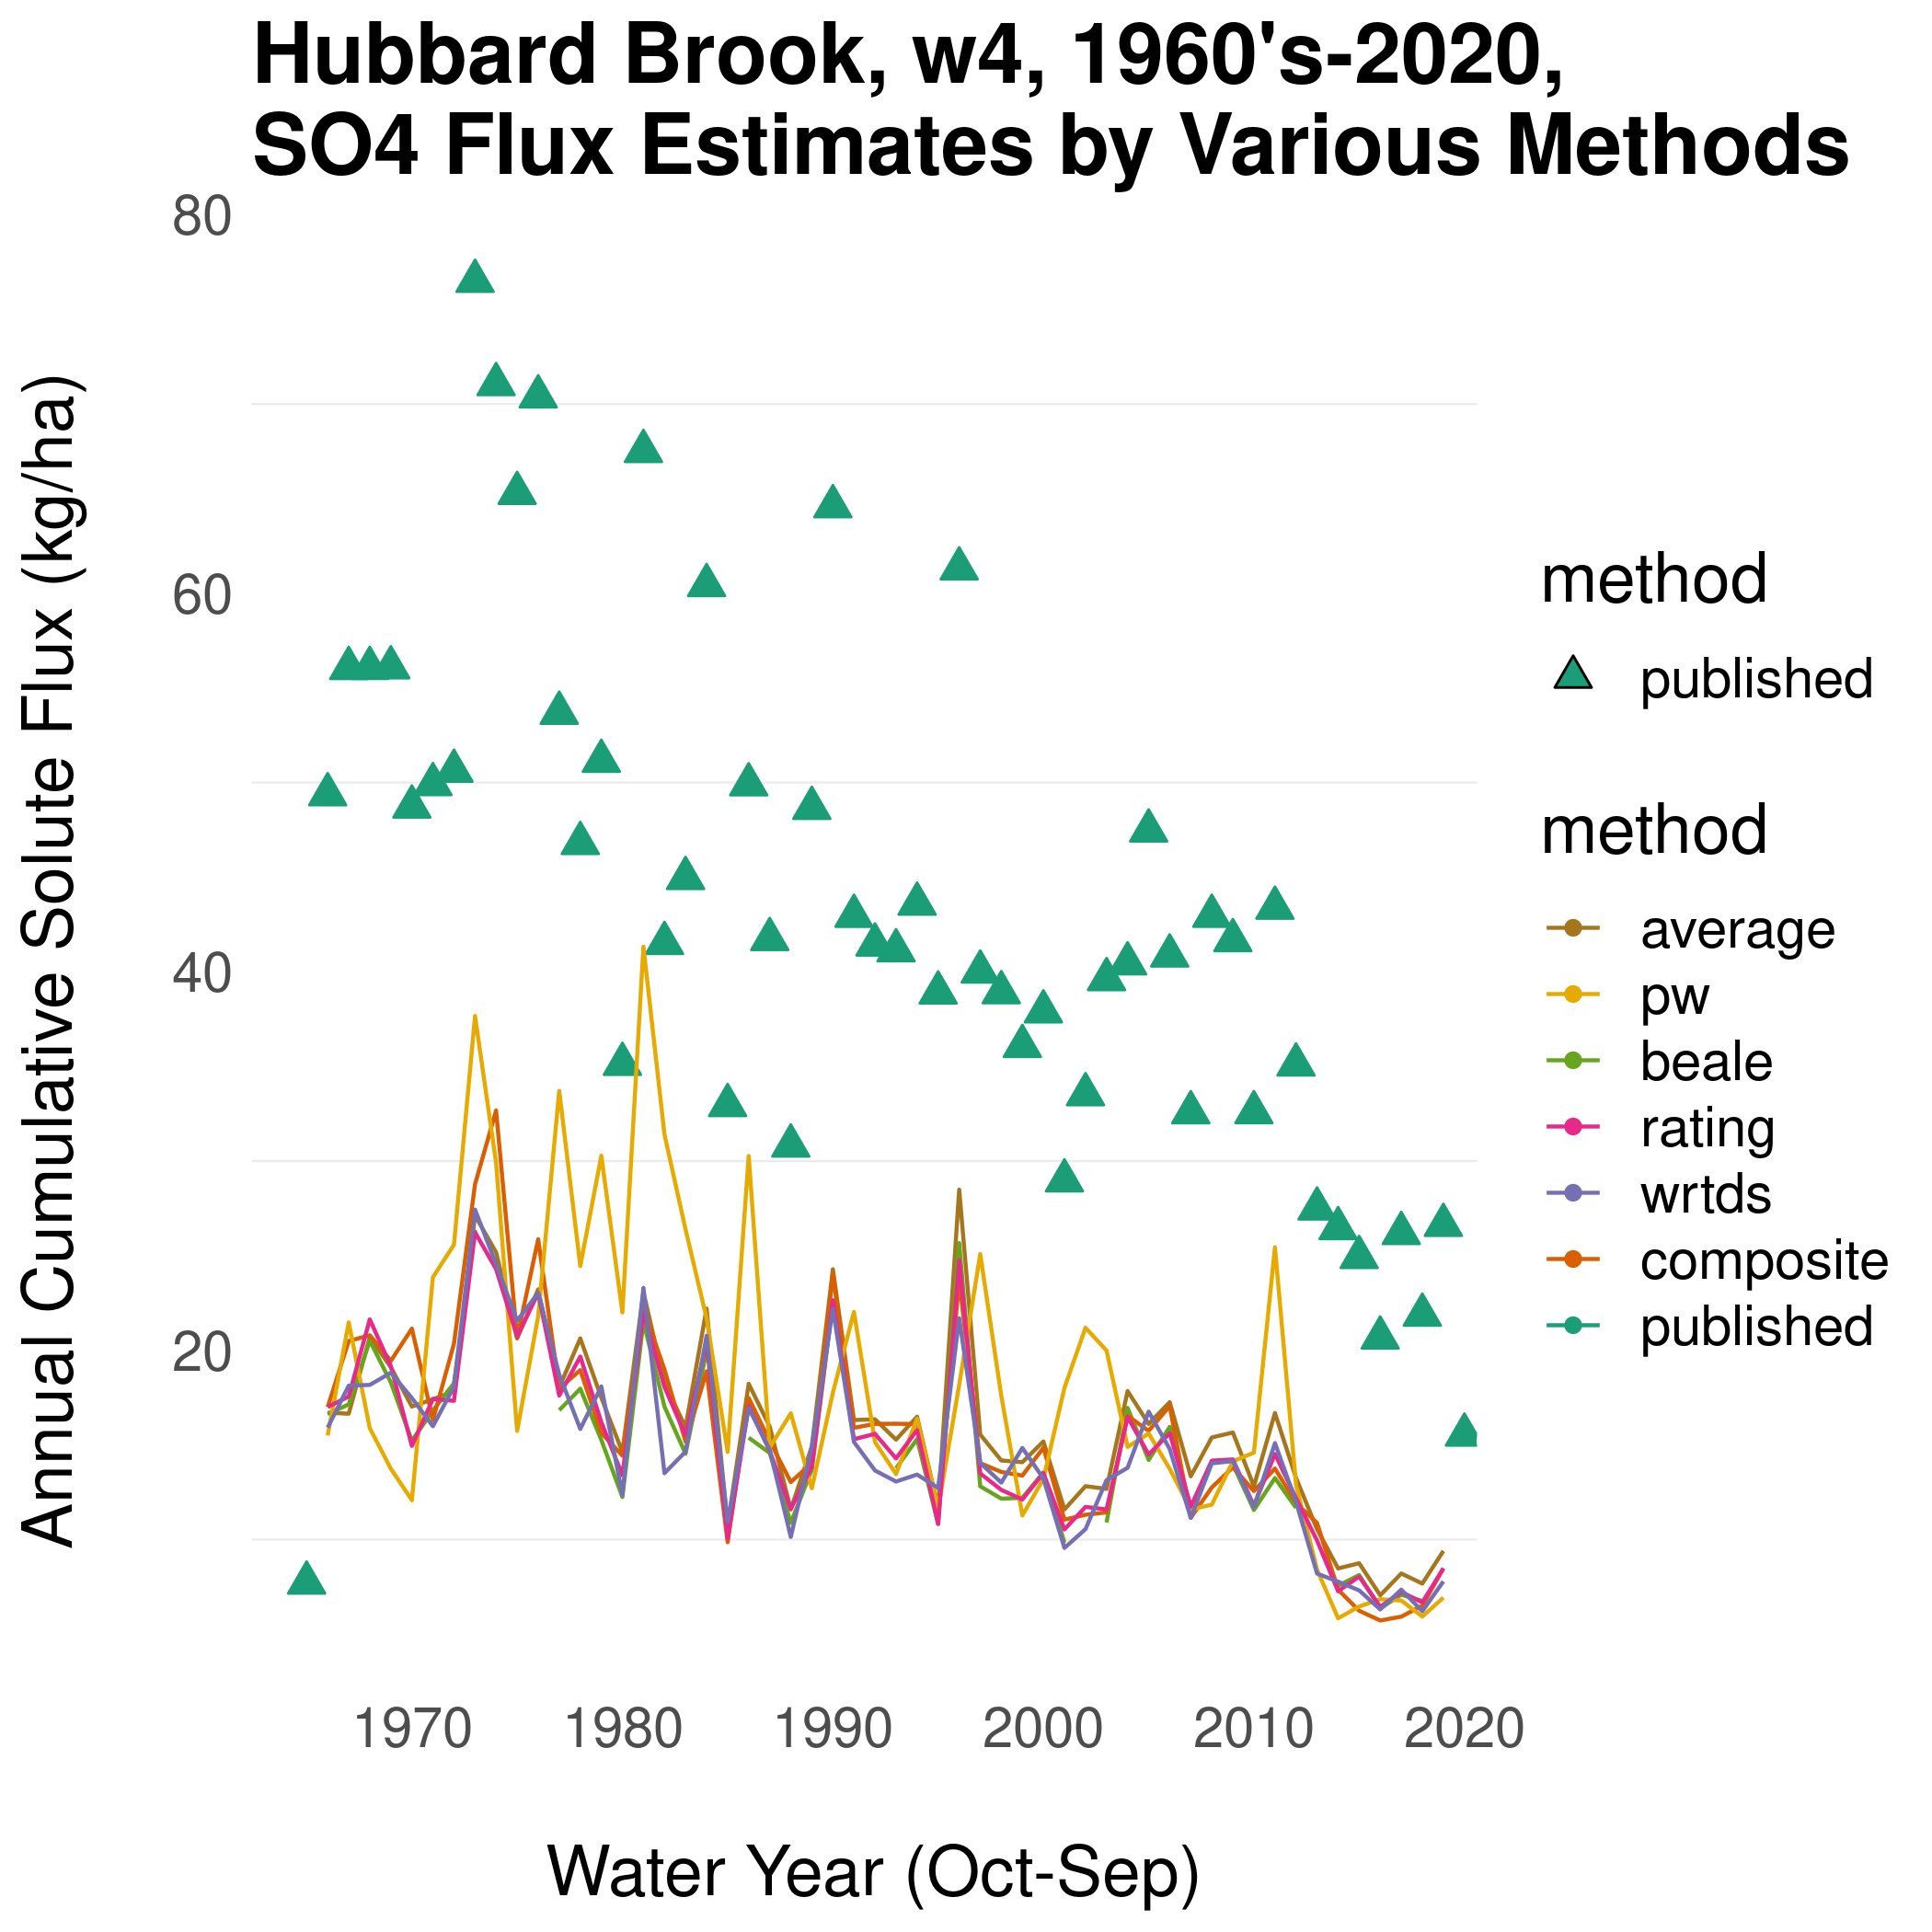 Hubbard Brook, w4, 1960's-2020,
SO4 Flux Estimates by Various Methods
Annual Cumulative Solute Flux (kg/ha)
80
60
40
20
1970 1980 1990 2000 2010 2020
Water Year (Oct-Sep)
method
published
method
average
pw
beale
rating
wrtds
composite
published